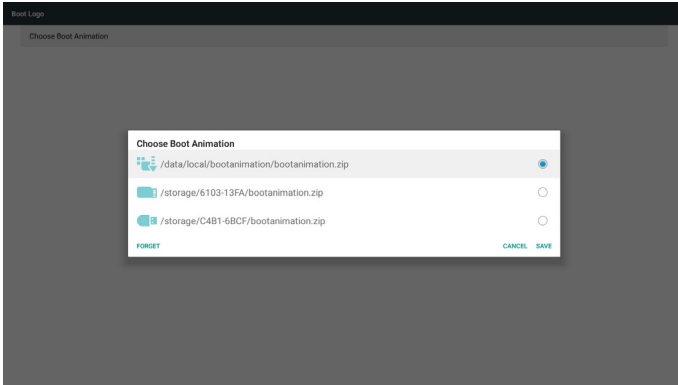 Boot Logo
Choose Boot Animation
Choose Boot Animation
/data/local/bootanimation/bootanimation.zip
/storage/6103-13FA/bootanimation.zip
/storage/C4B1-6BCF/bootanimation.zip
FORGET CANCEL SAVE